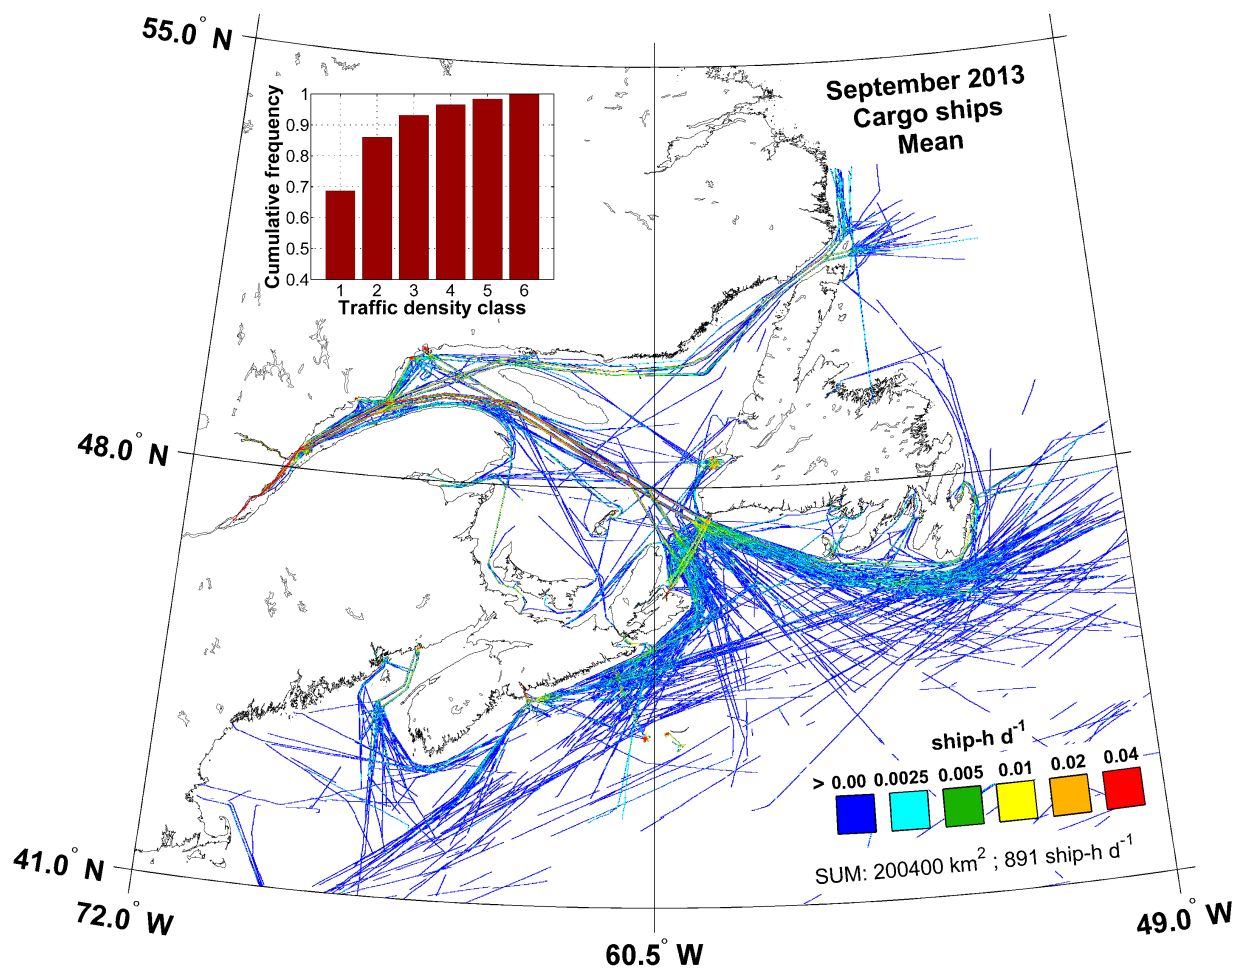 55.0° N
September 2013
Cargo ships
Mean
Cumulative frequency
1
0.9
0.8
0.7
0.6
0.5
0.4
1 2 3 4 5 6
Traffic density class
48.0° N
ship-h d⁻¹
> 0.00 0.0025 0.005 0.01 0.02 0.04
SUM: 200400 km² ; 891 ship-h d⁻¹
41.0° N
72.0° W
60.5° W
49.0° W